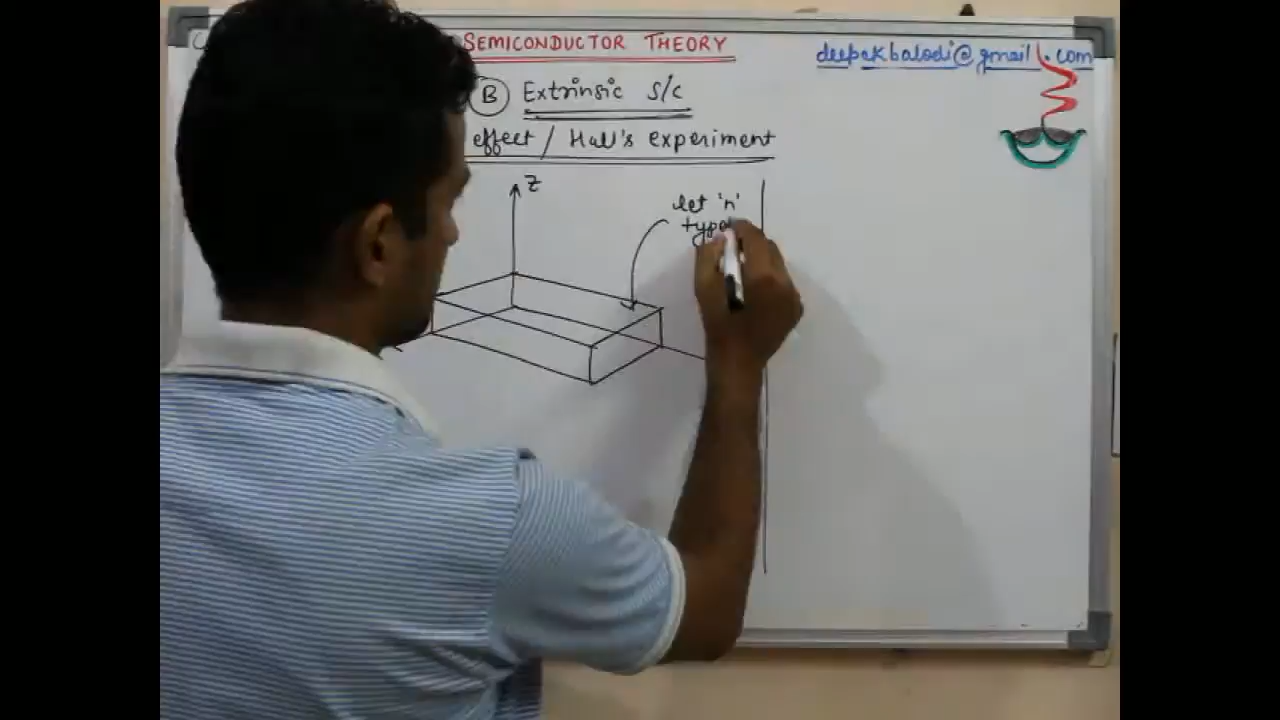 SEMICONDUCTOR THEORY
deepakbalodi@gmail.com
B Extrinsic S/C
effect / Hall's experiment
Z
let 'n'
type